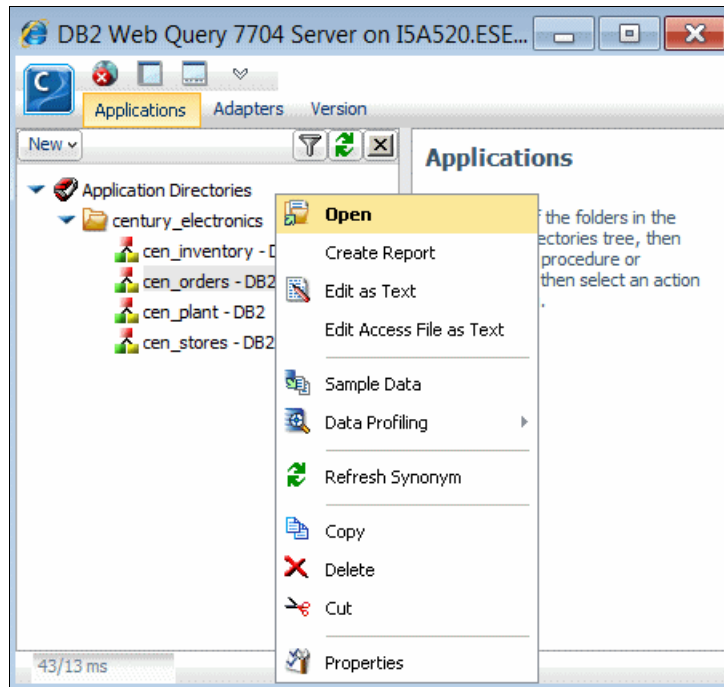 DB2 Web Query 7704 Server on I5A520.ESE...
Applications Adapters Version
New
Applications
Application Directories
century_electronics
cen_inventory -
cen_orders - DB2
cen_plant - DB2
cen_stores - DB2
Open
Create Report
Edit as Text
Edit Access File as Text
Sample Data
Data Profiling
Refresh Synonym
Copy
Delete
Cut
Properties
the folders in the
tree, then
procedure or
then select an action
.
43/13 ms